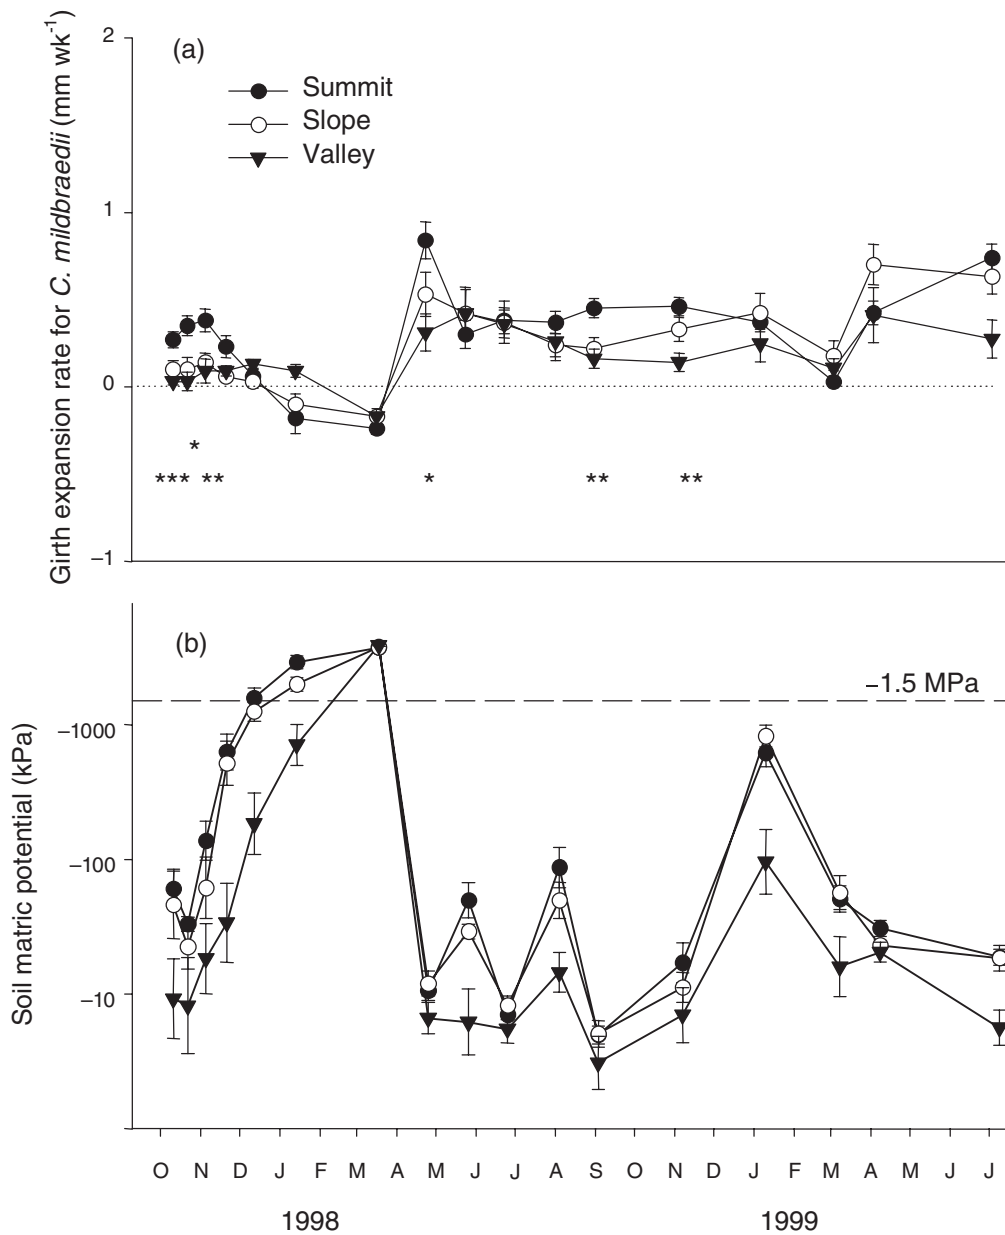 Girth expansion rate for C. mildbraedii (mm wk-1)
2
1
0
–1
(a)
Summit
Slope
Valley
*
*** ** * ** **
Soil matric potential (kPa)
(b)
–1.5 MPa
–1000
–100
–10
O N D J F M A M J J A S O N D J F M A M J J
1998 1999